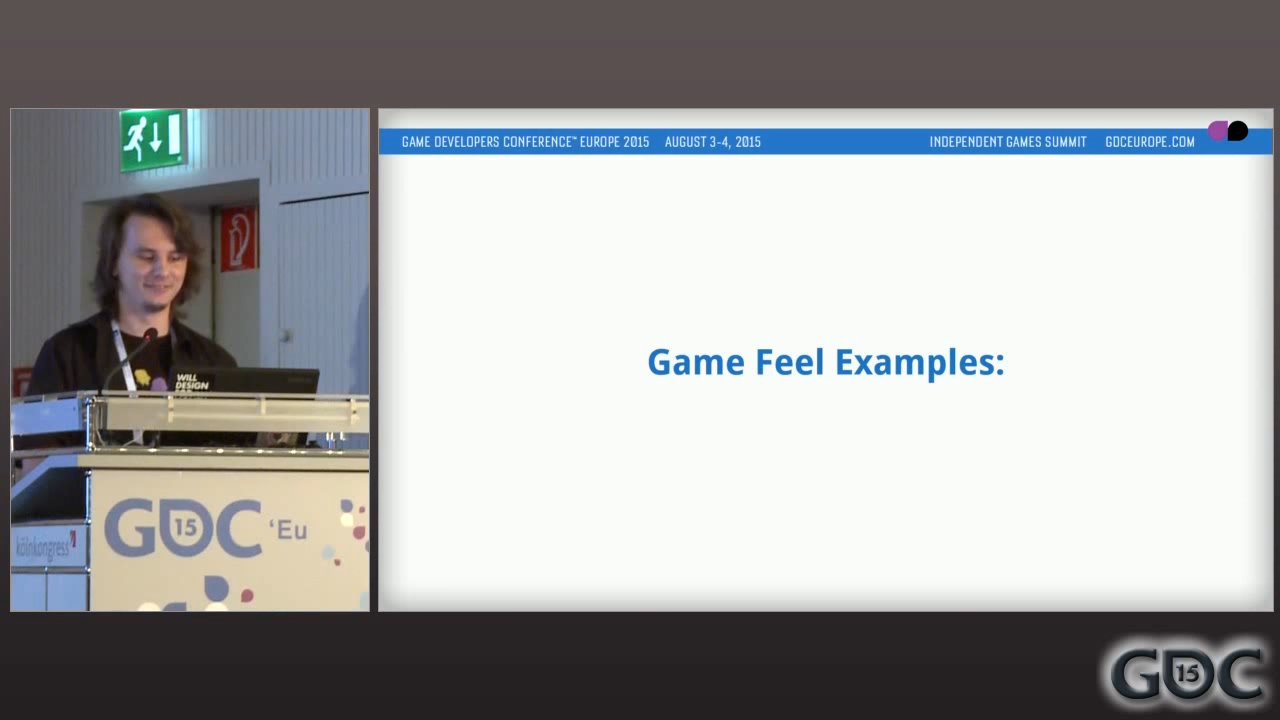 GAME DEVELOPERS CONFERENCE™ EUROPE 2015 AUGUST 3-4, 2015 INDEPENDENT GAMES SUMMIT GDCEUROPE.COM
Game Feel Examples:
WILL
DESIGN
GDC 15 'Eu
kölnkongress
GDC 15